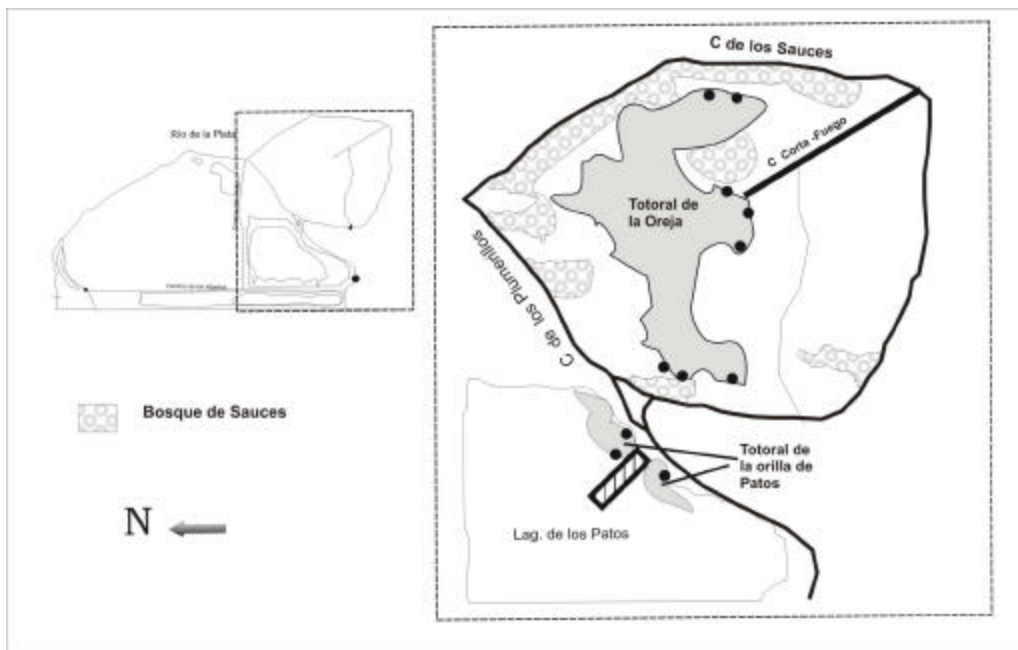 C de los Sauces
Río de la Plata
C Corta -Fuego
Totoral de
la Oreja
C de los Plumerillos
Bosque de Sauces
Totoral de
la orilla de
Patos
N
Lag. de los Patos